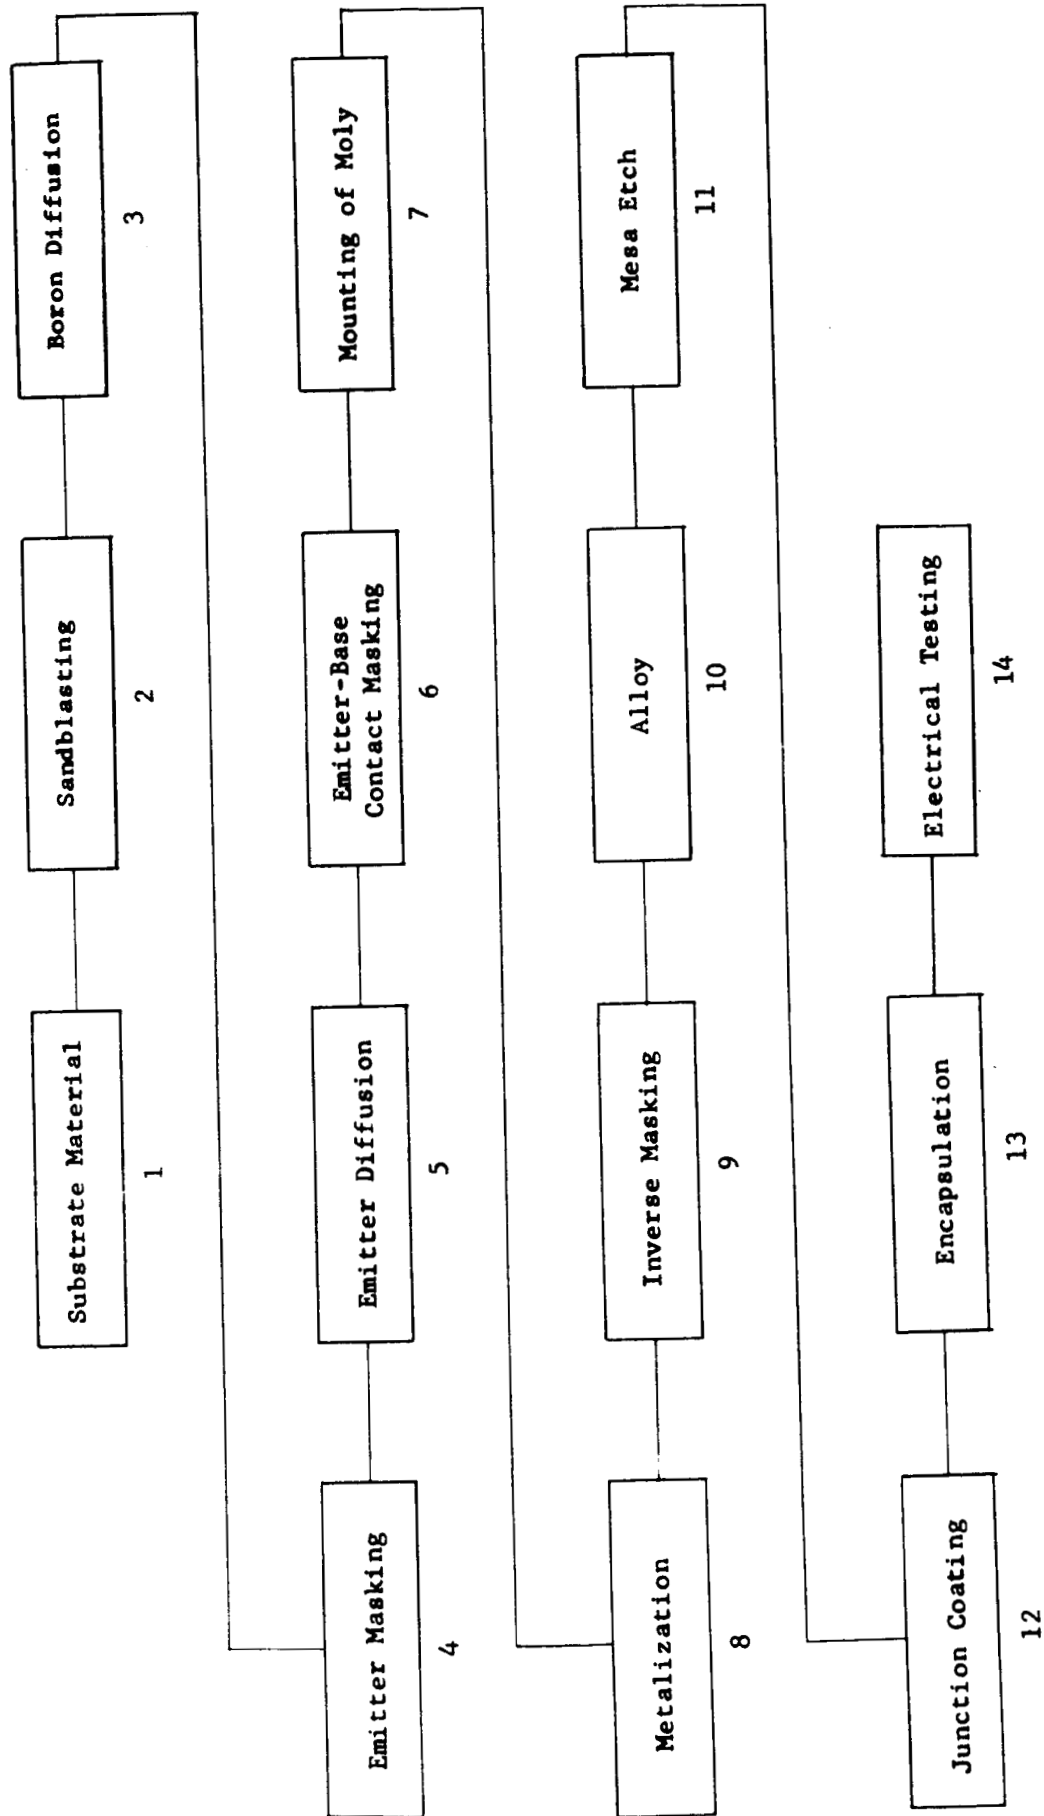 Substrate Material
1
Sandblasting
2
Boron Diffusion
3
Emitter Masking
4
Emitter Diffusion
5
Emitter-Base
Contact Masking
6
Mounting of Moly
7
Metalization
8
Inverse Masking
9
Alloy
10
Mesa Etch
11
Junction Coating
12
Encapsulation
13
Electrical Testing
14